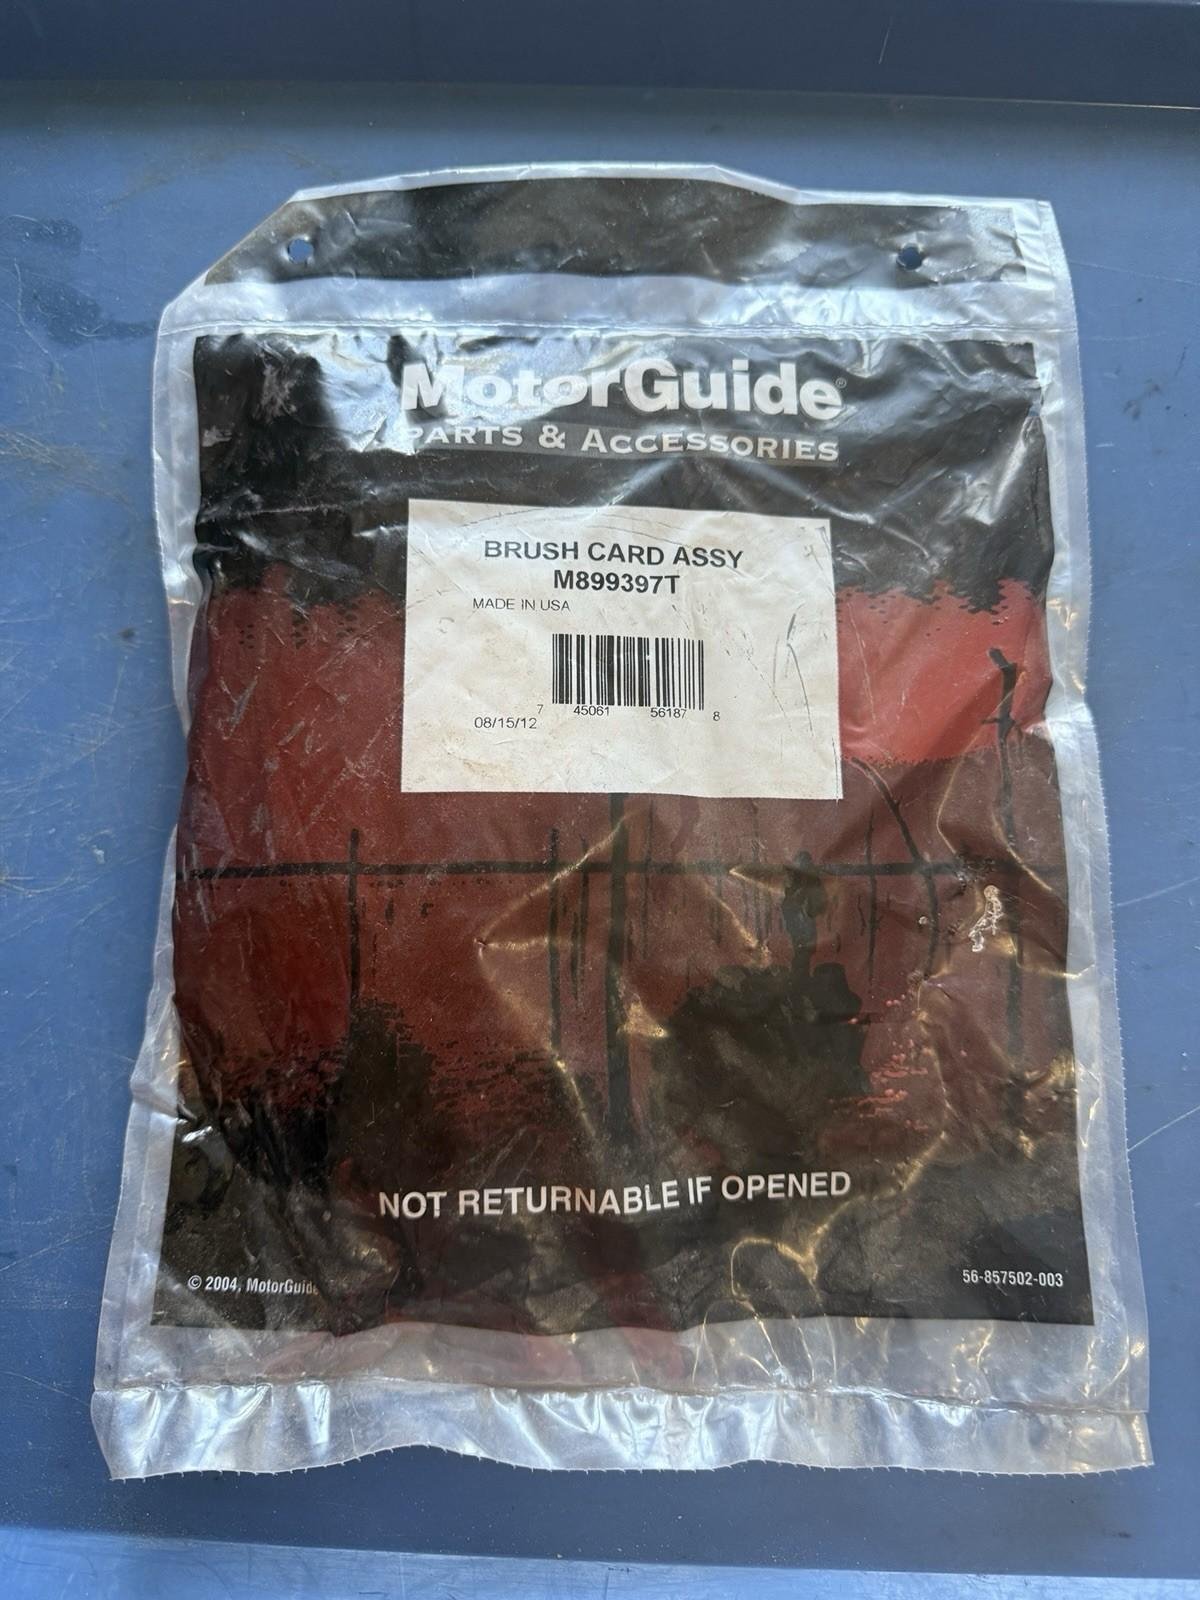 MotorGuide®
PARTS & ACCESSORIES
BRUSH CARD ASSY
M899397T
MADE IN USA
7 45061 56187 8
08/15/12
NOT RETURNABLE IF OPENED
© 2004, MotorGuide
56-857502-003